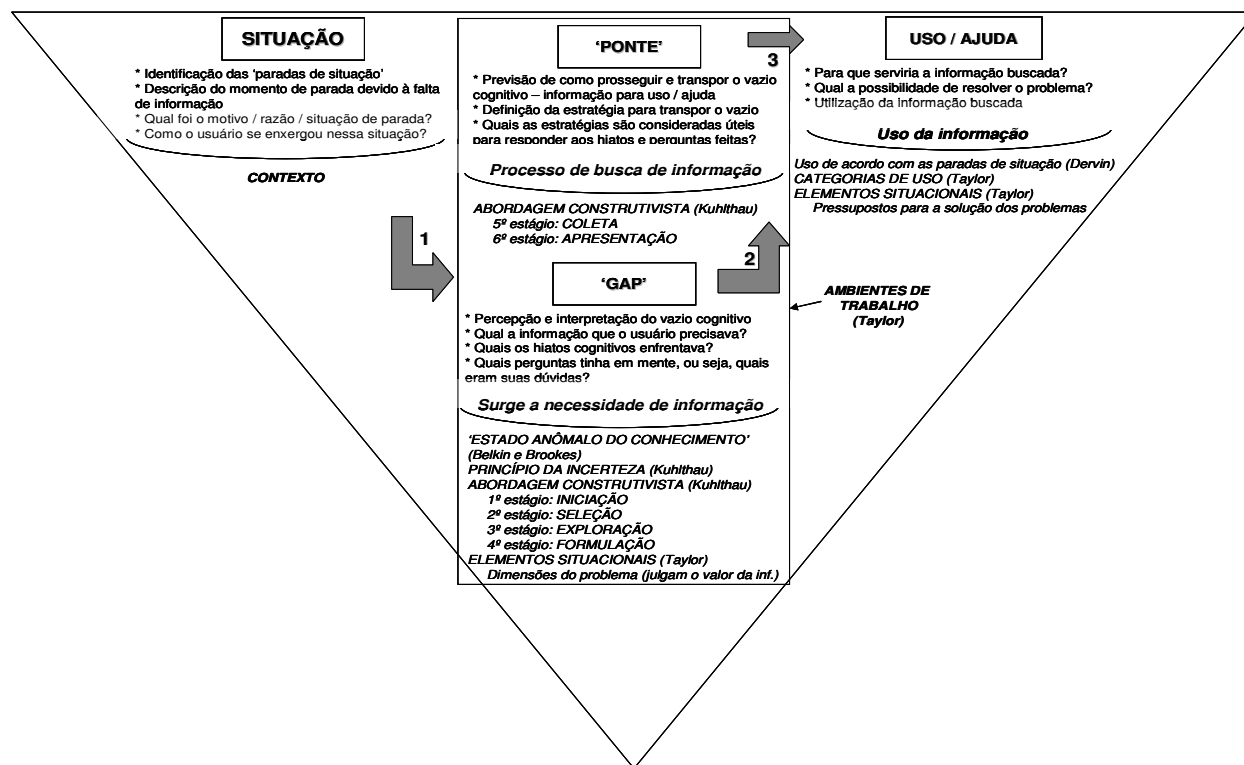 SITUAÇÃO
* Identificação das 'paradas de situação'
* Descrição do momento de parada devido à falta
de informação
* Qual foi o motivo / razão / situação de parada?
* Como o usuário se enxergou nessa situação?
CONTEXTO
1
'PONTE'
* Previsão de como prosseguir e transpor o vazio
cognitivo – informação para uso / ajuda
* Definição da estratégia para transpor o vazio
* Quais as estratégias são consideradas úteis
para responder aos hiatos e perguntas feitas?
Processo de busca de informação
ABORDAGEM CONSTRUTIVISTA (Kuhlthau)
5º estágio: COLETA
6º estágio: APRESENTAÇÃO
2
'GAP'
* Percepção e interpretação do vazio cognitivo
* Qual a informação que o usuário precisava?
* Quais os hiatos cognitivos enfrentava?
* Quais perguntas tinha em mente, ou seja, quais
eram suas dúvidas?
Surge a necessidade de informação
'ESTADO ANÔMALO DO CONHECIMENTO'
(Belkin e Brookes)
PRINCÍPIO DA INCERTEZA (Kuhlthau)
ABORDAGEM CONSTRUTIVISTA (Kuhlthau)
1º estágio: INICIAÇÃO
2º estágio: SELEÇÃO
3º estágio: EXPLORAÇÃO
4º estágio: FORMULAÇÃO
ELEMENTOS SITUACIONAIS (Taylor)
Dimensões do problema (julgam o valor da inf.)
3
USO / AJUDA
* Para que serviria a informação buscada?
* Qual a possibilidade de resolver o problema?
* Utilização da informação buscada
Uso da informação
Uso de acordo com as paradas de situação (Dervin)
CATEGORIAS DE USO (Taylor)
ELEMENTOS SITUACIONAIS (Taylor)
Pressupostos para a solução dos problemas
AMBIENTES DE
TRABALHO
(Taylor)